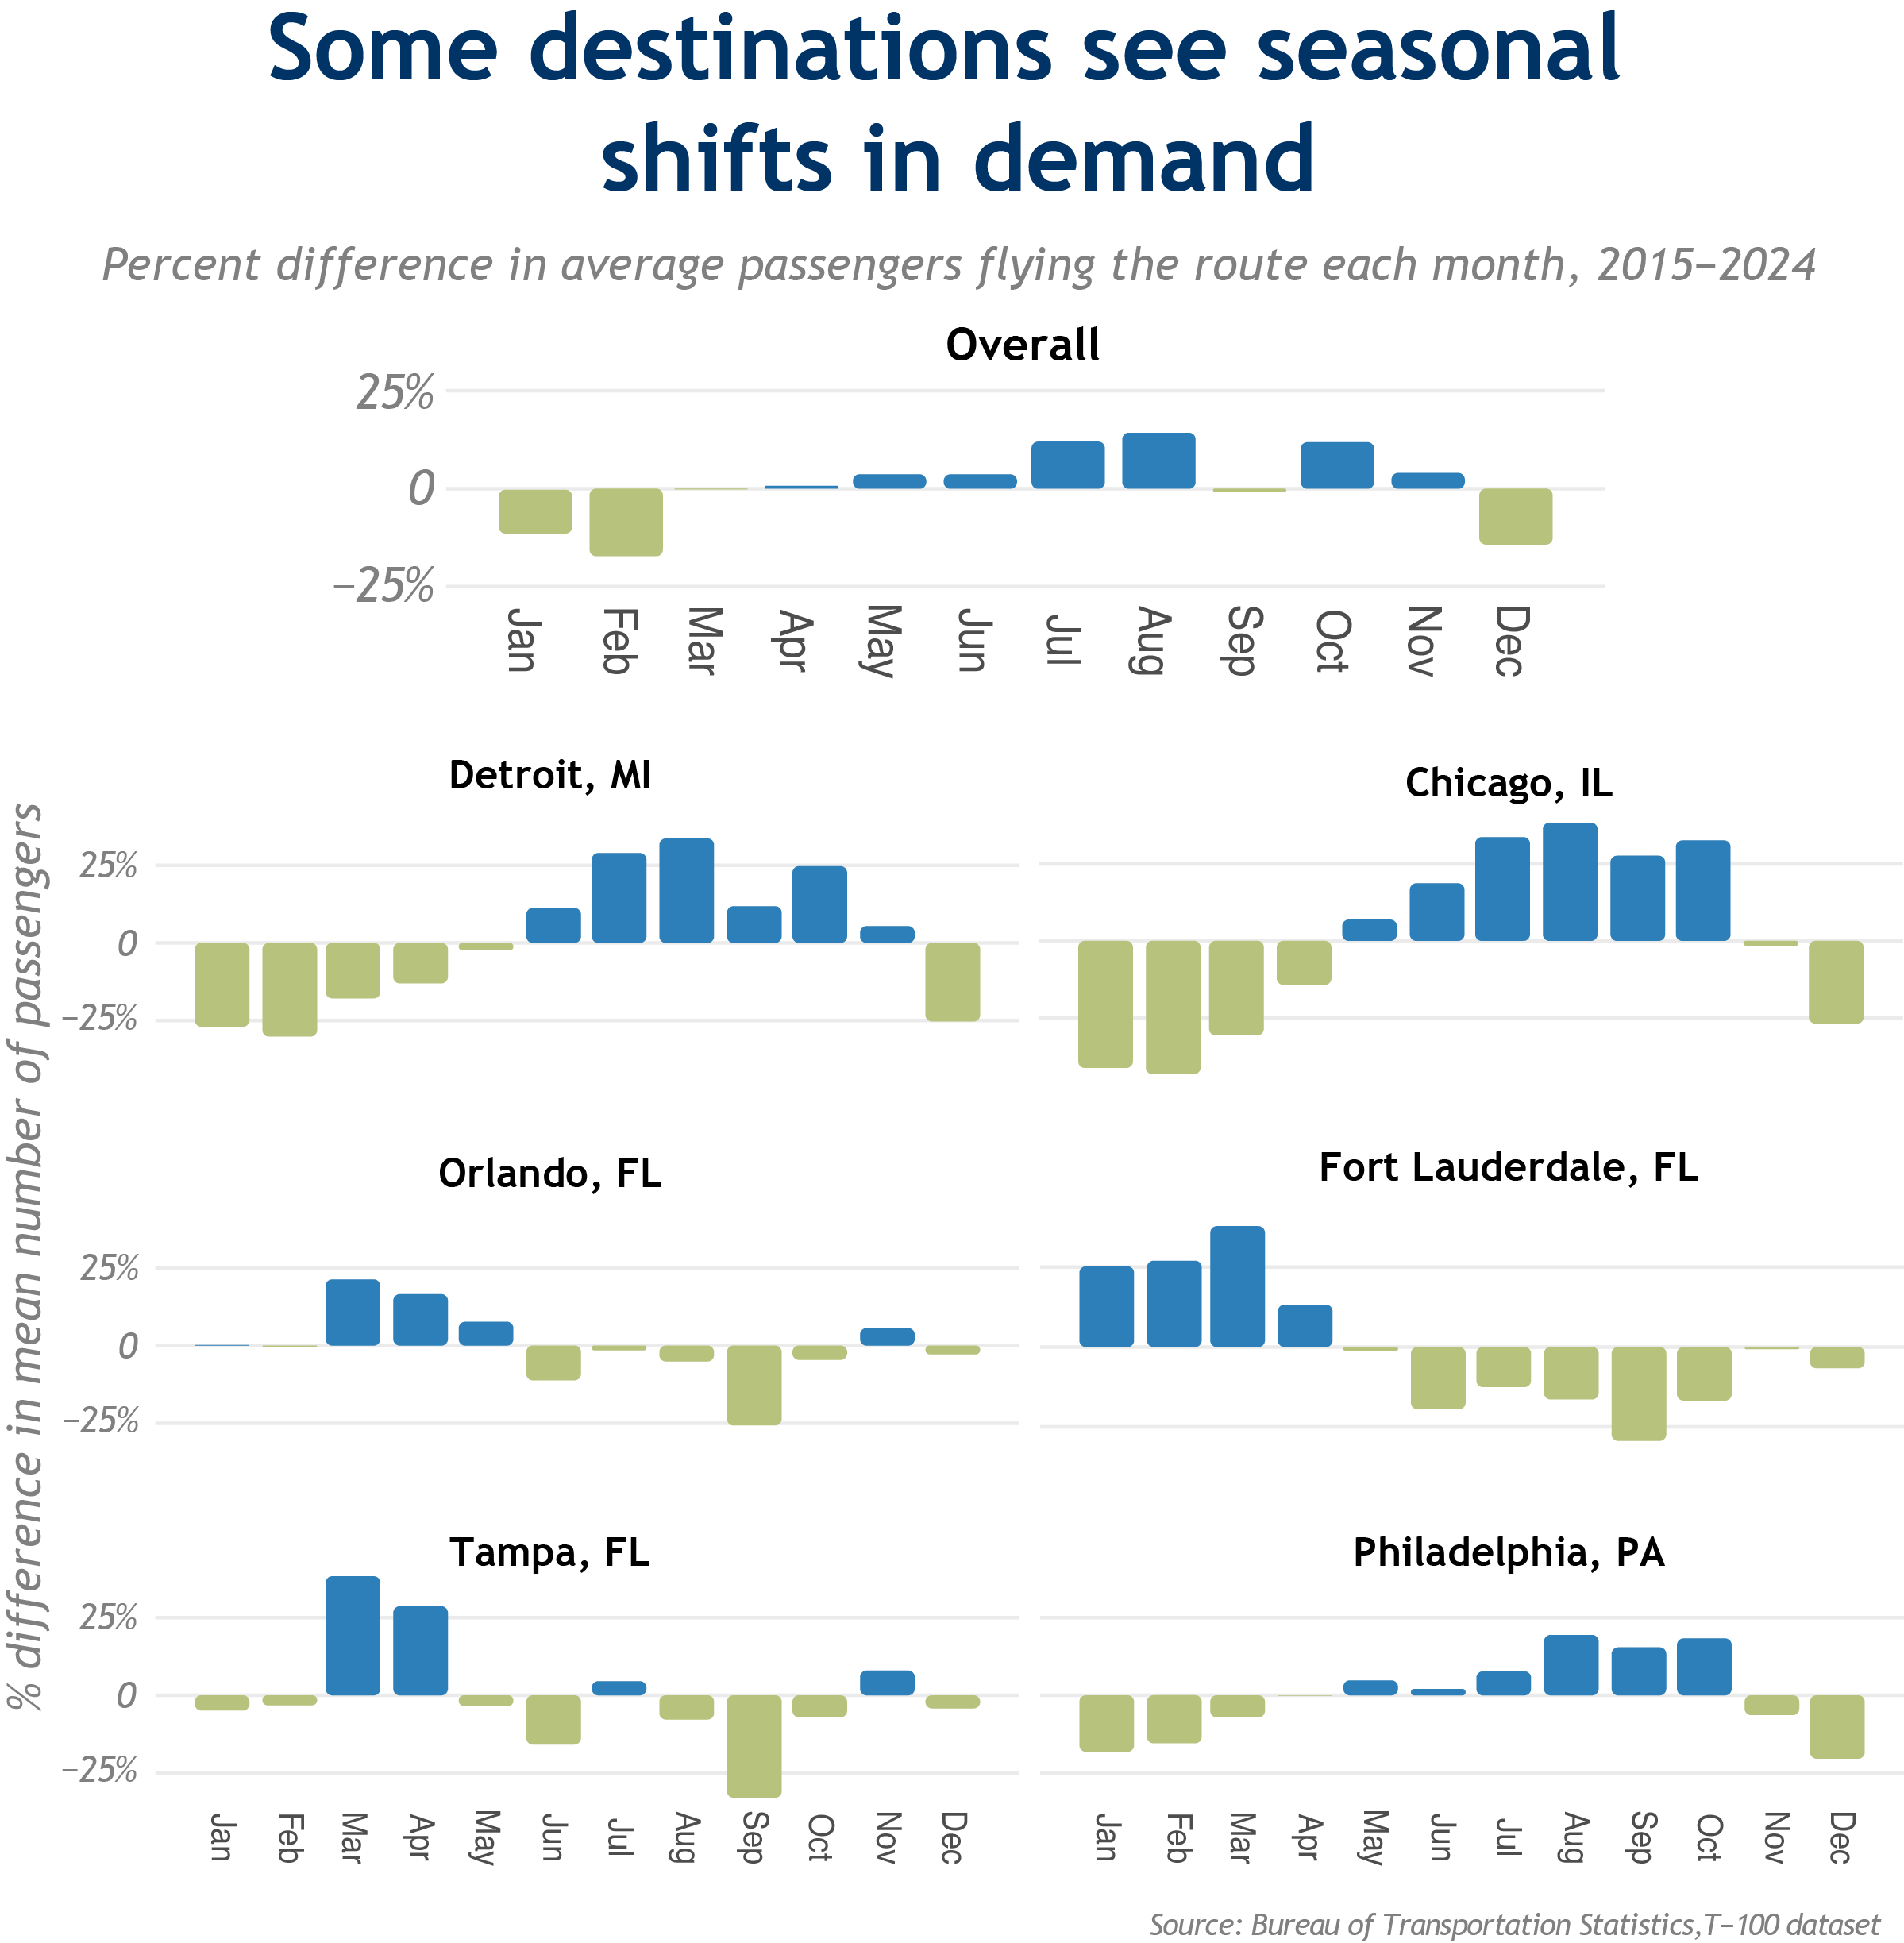 Some destinations see seasonal
shifts in demand
Percent difference in average passengers flying the route each month, 2015–2024
Overall
25%
0
−25%
Jan Feb Mar Apr May Jun Jul Aug Sep Oct Nov Dec
% difference in mean number of passengers
Detroit, MI
25%
0
−25%
Chicago, IL
Orlando, FL
25%
0
−25%
Fort Lauderdale, FL
Tampa, FL
25%
0
−25%
Jan Feb Mar Apr May Jun Jul Aug Sep Oct Nov Dec
Philadelphia, PA
Jan Feb Mar Apr May Jun Jul Aug Sep Oct Nov Dec
Source: Bureau of Transportation Statistics,T−100 dataset